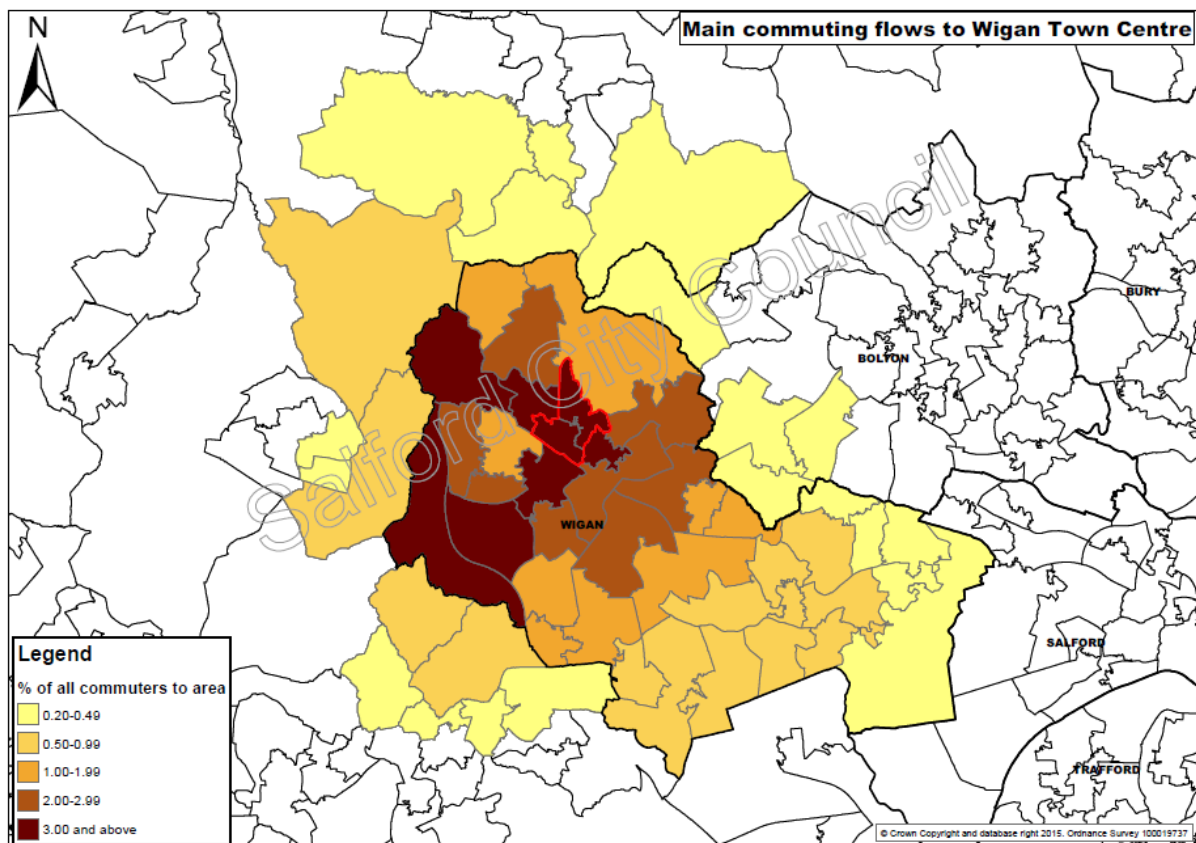 Main commuting flows to Wigan Town Centre
N
Salford City Council
BURY
BOLTON
WIGAN
SALFORD
TRAFFORD
Legend
% of all commuters to area
0.20-0.49
0.50-0.99
1.00-1.99
2.00-2.99
3.00 and above
© Crown Copyright and database right 2015. Ordnance Survey 100019737